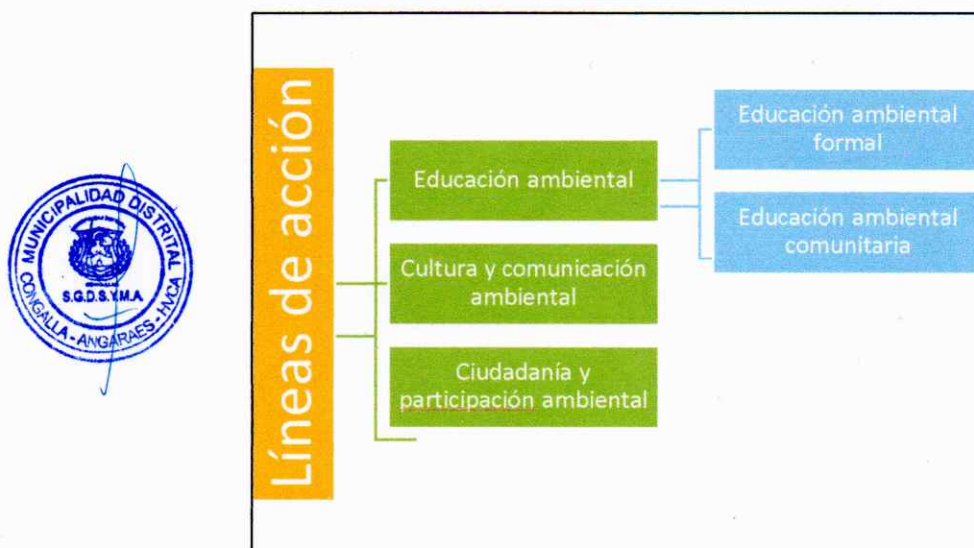 MUNICIPALIDAD DISTRITAL
S.G.D.S.Y.M.A
CONGALLA - ANGARAES - HVCA
Líneas de acción
Educación ambiental
Cultura y comunicación
ambiental
Ciudadanía y
participación ambiental
Educación ambiental
formal
Educación ambiental
comunitaria